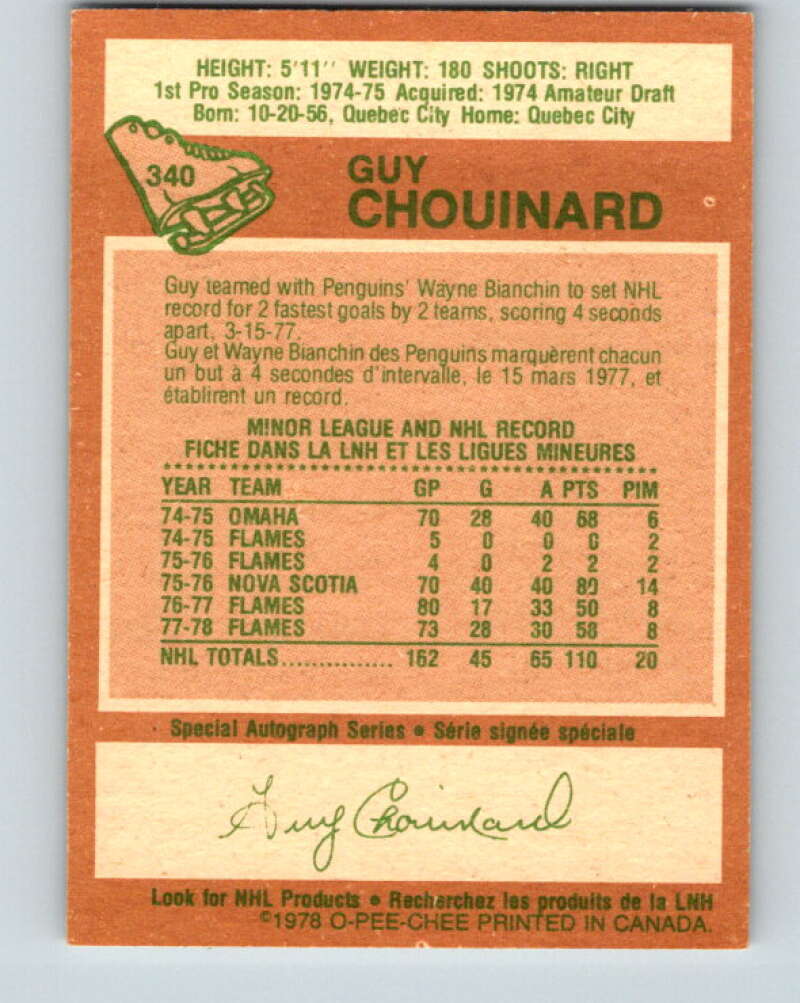 HEIGHT: 5'11'' WEIGHT: 180 SHOOTS: RIGHT
1st Pro Season: 1974-75 Acquired: 1974 Amateur Draft
Born: 10-20-56, Quebec City Home: Quebec City
340
GUY
CHOUINARD
Guy teamed with Penguins' Wayne Bianchin to set NHL
record for 2 fastest goals by 2 teams, scoring 4 seconds
apart, 3-15-77.
Guy et Wayne Bianchin des Penguins marquèrent chacun
un but à 4 secondes d'intervalle, le 15 mars 1977, et
établirent un record.
MINOR LEAGUE AND NHL RECORD
FICHE DANS LA LNH ET LES LIGUES MINEURES
YEAR TEAM GP G A PTS PIM
74-75 OMAHA 70 28 40 68 6
74-75 FLAMES 5 0 0 0 2
75-76 FLAMES 4 0 2 2 2
75-76 NOVA SCOTIA 70 40 40 80 14
76-77 FLAMES 80 17 33 50 8
77-78 FLAMES 73 28 30 58 8
NHL TOTALS............... 162 45 65 110 20
Special Autograph Series • Série signée spéciale
Guy Chouinard
Look for NHL Products • Recherchez les produits de la LNH
©1978 O-PEE-CHEE PRINTED IN CANADA.